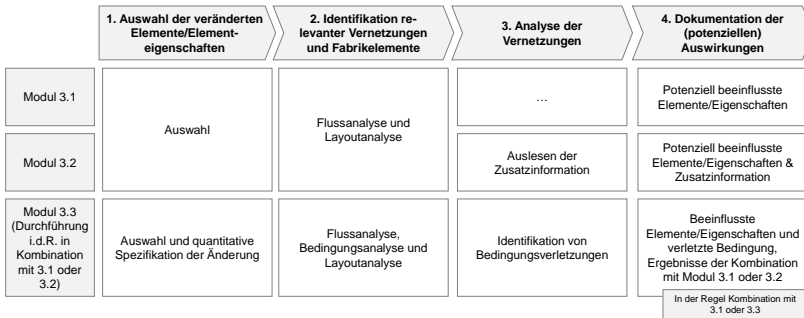 1. Auswahl der veränderten
Elemente/Element-
eigenschaften
2. Identifikation re-
levanter Vernetzungen
und Fabrikelemente
3. Analyse der
Vernetzungen
4. Dokumentation der
(potenziellen)
Auswirkungen
Modul 3.1
Auswahl
Flussanalyse und
Layoutanalyse
…
Potenziell beeinflusste
Elemente/Eigenschaften
Modul 3.2
Auslesen der
Zusatzinformation
Potenziell beeinflusste
Elemente/Eigenschaften &
Zusatzinformation
Modul 3.3
(Durchführung
i.d.R. in
Kombination
mit 3.1 oder
3.2)
Auswahl und quantitative
Spezifikation der Änderung
Flussanalyse,
Bedingungsanalyse und
Layoutanalyse
Identifikation von
Bedingungsverletzungen
Beeinflusste
Elemente/Eigenschaften und
verletzte Bedingung,
Ergebnisse der Kombination
mit Modul 3.1 oder 3.2
In der Regel Kombination mit
3.1 oder 3.3